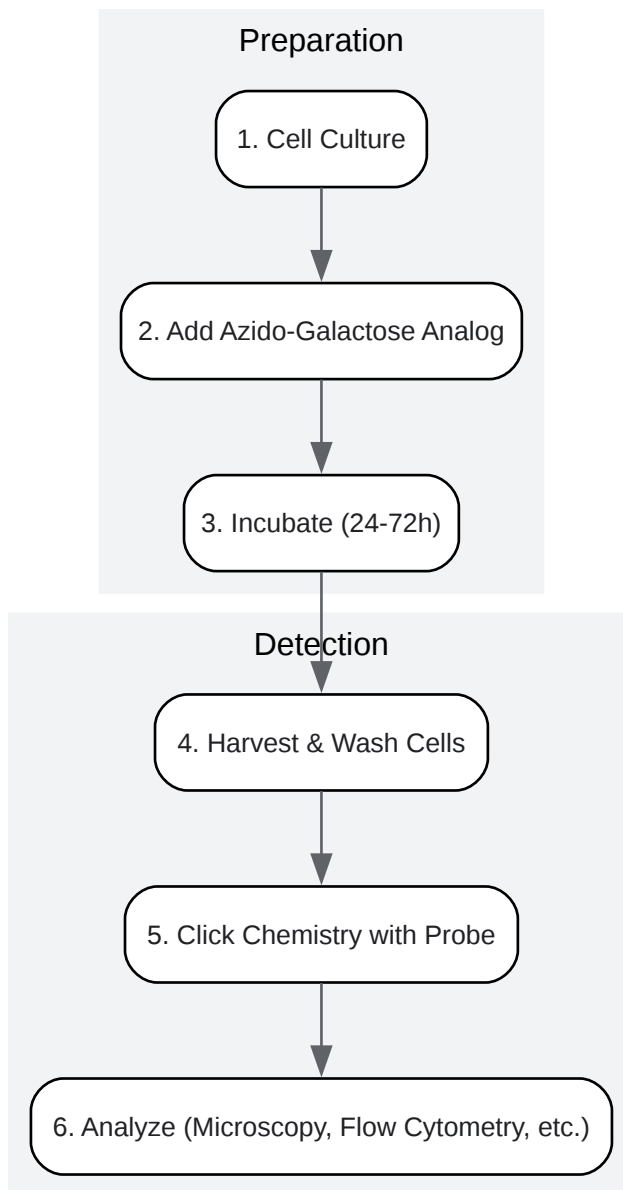 Preparation
1. Cell Culture
2. Add Azido-Galactose Analog
3. Incubate (24-72h)
Detection
4. Harvest & Wash Cells
5. Click Chemistry with Probe
6. Analyze (Microscopy, Flow Cytometry, etc.)